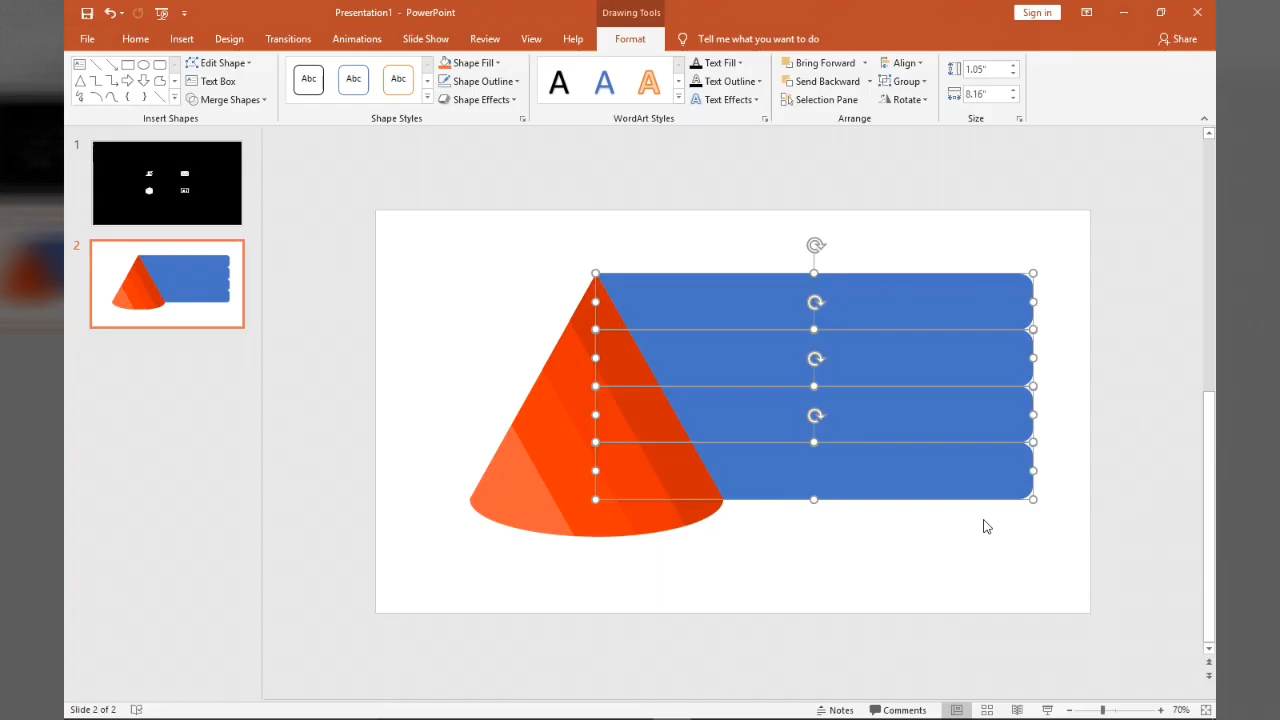 Presentation1 - PowerPoint
Drawing Tools
Sign in
File Home Insert Design Transitions Animations Slide Show Review View Help Format Tell me what you want to do Share
Edit Shape
Text Box
Merge Shapes
Insert Shapes
Abc Abc Abc
Shape Fill
Shape Outline
Shape Effects
Shape Styles
A A A
Text Fill
Text Outline
Text Effects
WordArt Styles
Bring Forward
Send Backward
Selection Pane
Align
Group
Rotate
Arrange
1.05"
8.16"
Size
1
2
Slide 2 of 2
Notes
Comments
70%